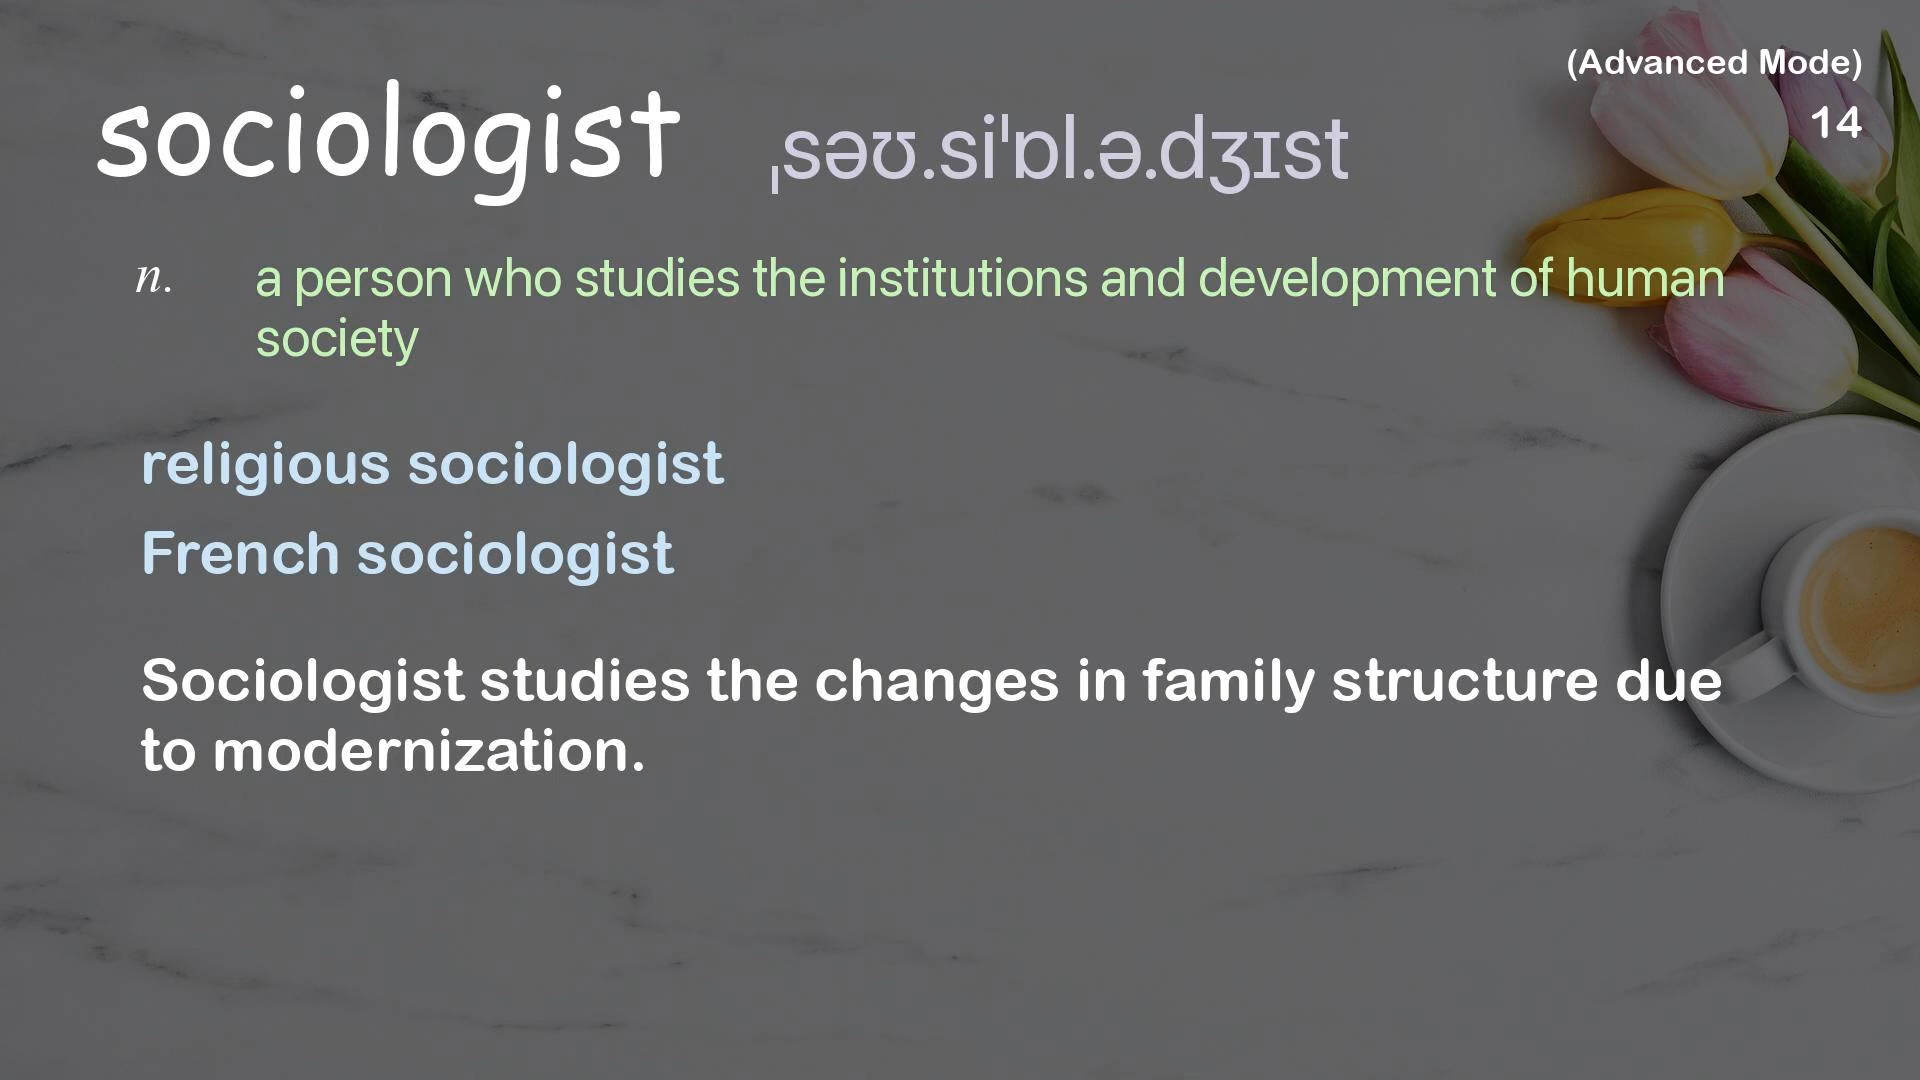 (Advanced Mode)
14
sociologist ˌsəʊ.siˈɒl.ə.dʒɪst
n. a person who studies the institutions and development of human
society
religious sociologist
French sociologist
Sociologist studies the changes in family structure due
to modernization.